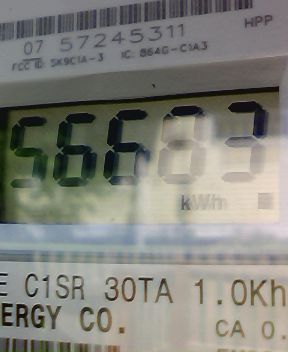 HPP
07 57245311
FCC ID: SK9C1A-3 IC: 864G-C1A3
56683
kWh
E C1SR 30TA 1.0Kh
ERGY CO.
CA 0.